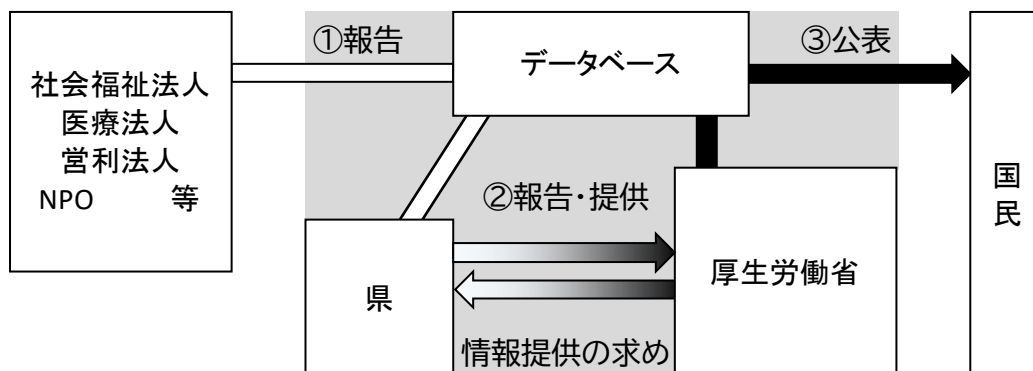 ①報告
データベース
③公表
社会福祉法人
医療法人
営利法人
NPO 等
②報告・提供
県
厚生労働省
情報提供の求め
国民